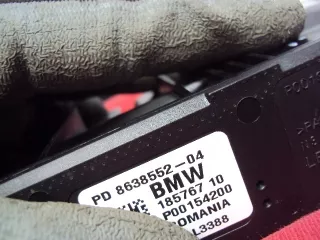 PD 8638552-04
BMW
185767 10
P00154200
ROMANIA
L3388